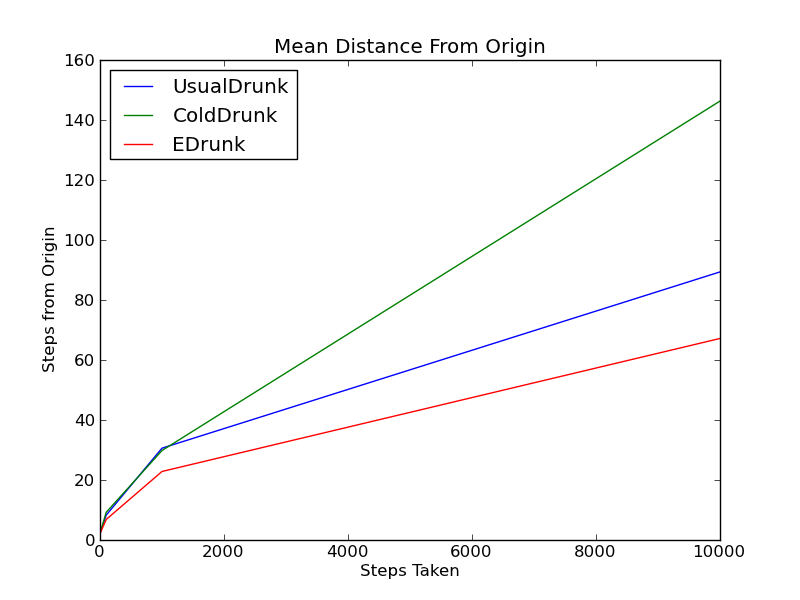 Mean Distance From Origin
UsualDrunk
ColdDrunk
EDrunk
160
140
120
100
80
60
40
20
0
Steps from Origin
0 2000 4000 6000 8000 10000
Steps Taken